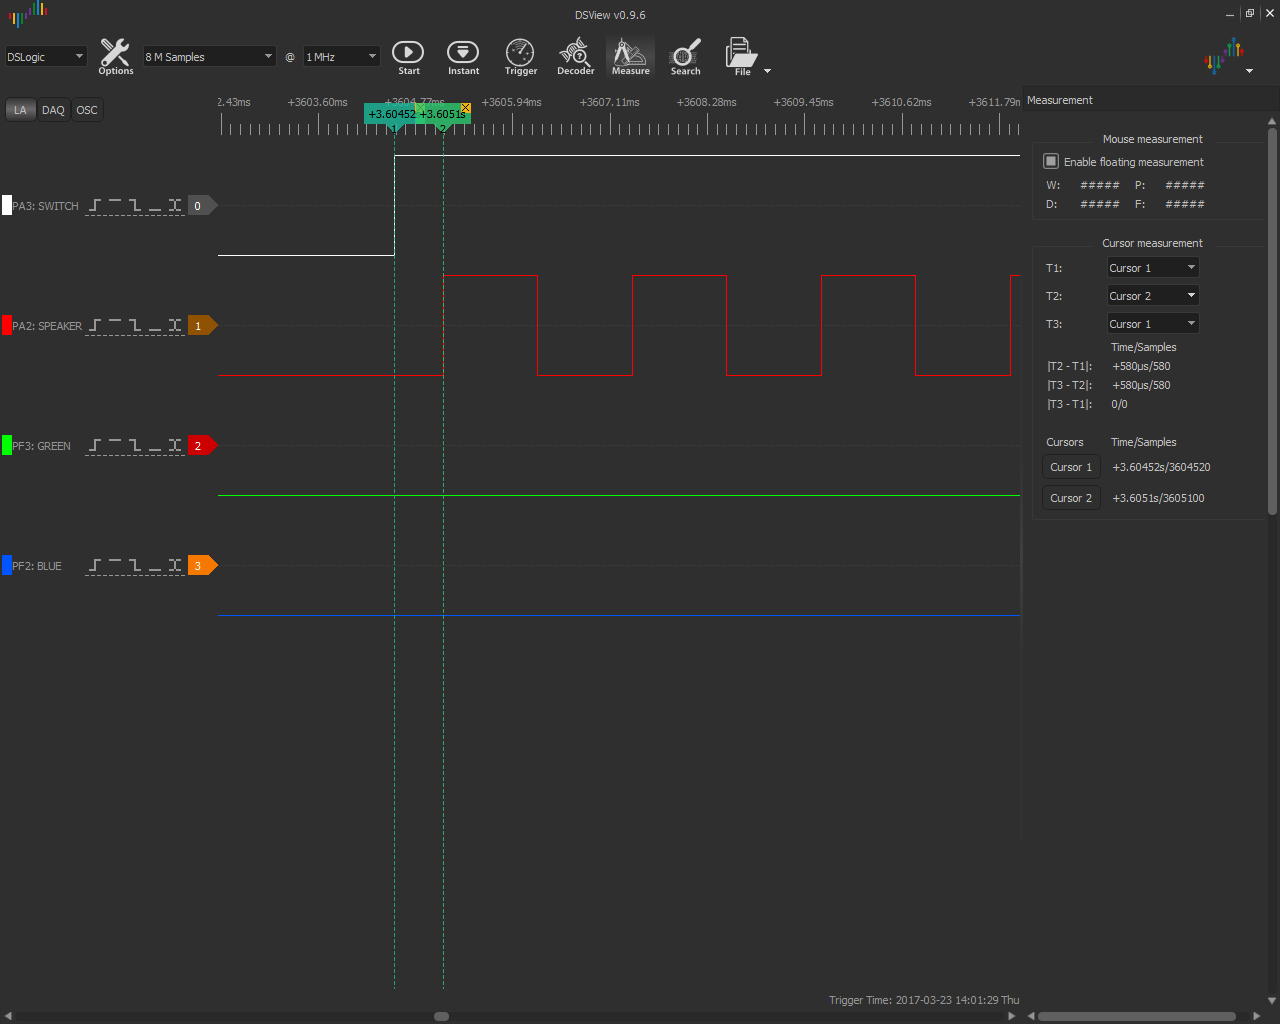 DSView v0.9.6
DSLogic 8 M Samples @ 1 MHz
Options Start Instant Trigger Decoder Measure Search File
LA DAQ OSC
2.43ms +3603.60ms +3604.77ms +3605.94ms +3607.11ms +3608.28ms +3609.45ms +3610.62ms +3611.79m
+3.60452 +3.6051s
1 2
PA3: SWITCH 0
PA2: SPEAKER 1
PF3: GREEN 2
PF2: BLUE 3
Trigger Time: 2017-03-23 14:01:29 Thu
Measurement
Mouse measurement
Enable floating measurement
W: ##### P: #####
D: ##### F: #####
Cursor measurement
T1: Cursor 1
T2: Cursor 2
T3: Cursor 1
Time/Samples
|T2 - T1|: +580µs/580
|T3 - T2|: +580µs/580
|T3 - T1|: 0/0
Cursors Time/Samples
Cursor 1 +3.60452s/3604520
Cursor 2 +3.6051s/3605100